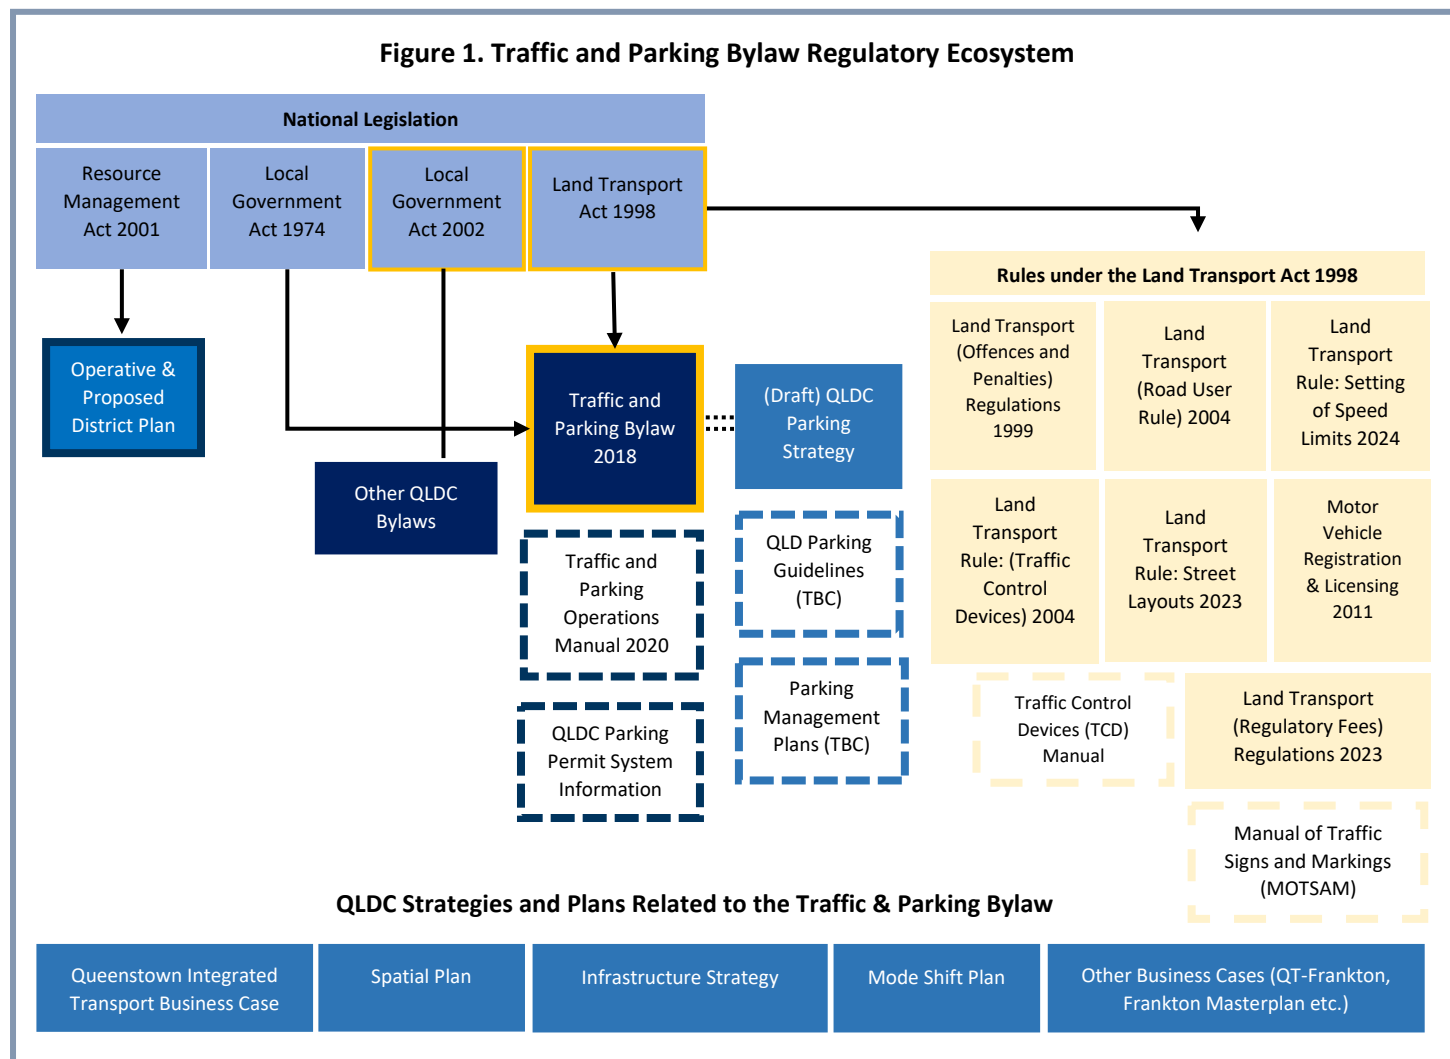 Figure 1. Traffic and Parking Bylaw Regulatory Ecosystem
National Legislation
Resource
Management
Act 2001
Local
Government
Act 1974
Local
Government
Act 2002
Land Transport
Act 1998
Rules under the Land Transport Act 1998
Land Transport
(Offences and
Penalties)
Regulations
1999
Land
Transport
(Road User
Rule) 2004
Land
Transport
Rule: Setting
of Speed
Limits 2024
Operative &
Proposed
District Plan
Traffic and
Parking Bylaw
2018
(Draft) QLDC
Parking
Strategy
Other QLDC
Bylaws
Land
Transport
Rule: (Traffic
Control
Devices) 2004
Land
Transport
Rule: Street
Layouts 2023
Motor
Vehicle
Registration
& Licensing
2011
Traffic and
Parking
Operations
Manual 2020
QLD Parking
Guidelines
(TBC)
QLDC Parking
Permit System
Information
Parking
Management
Plans (TBC)
Traffic Control
Devices (TCD)
Manual
Land Transport
(Regulatory Fees)
Regulations 2023
Manual of Traffic
Signs and Markings
(MOTSAM)
QLDC Strategies and Plans Related to the Traffic & Parking Bylaw
Queenstown Integrated
Transport Business Case
Spatial Plan
Infrastructure Strategy
Mode Shift Plan
Other Business Cases (QT-Frankton,
Frankton Masterplan etc.)